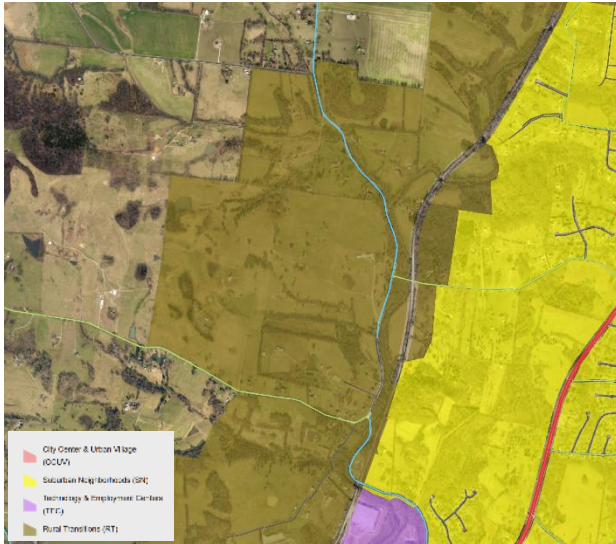 City Center & Urban Village
(CCUV)
Suburban Neighborhoods (SN)
Technology & Employment Centers
(TEC)
Rural Transitions (RT)